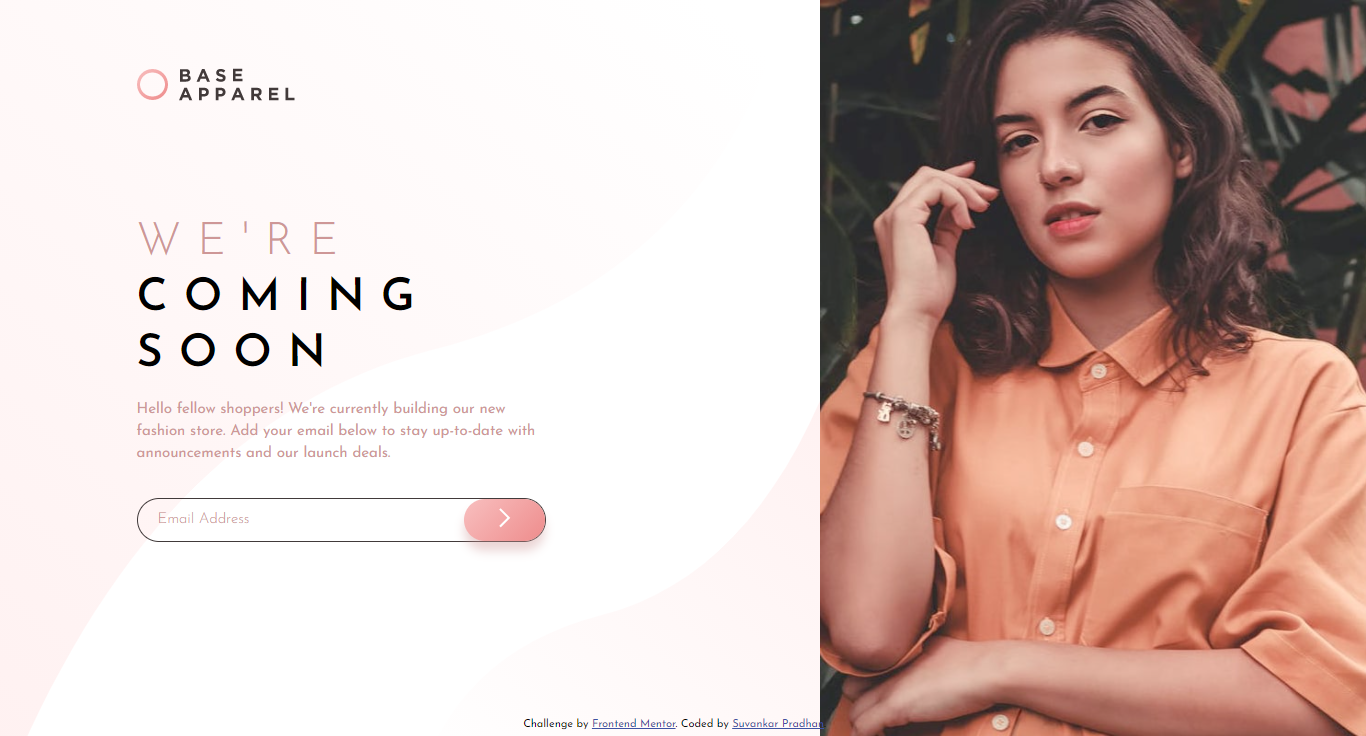 BASE
APPAREL
WE'RE
COMING
SOON
Hello fellow shoppers! We're currently building our new
fashion store. Add your email below to stay up-to-date with
announcements and our launch deals.
Email Address
Challenge by Frontend Mentor. Coded by Suvankar Pradhan